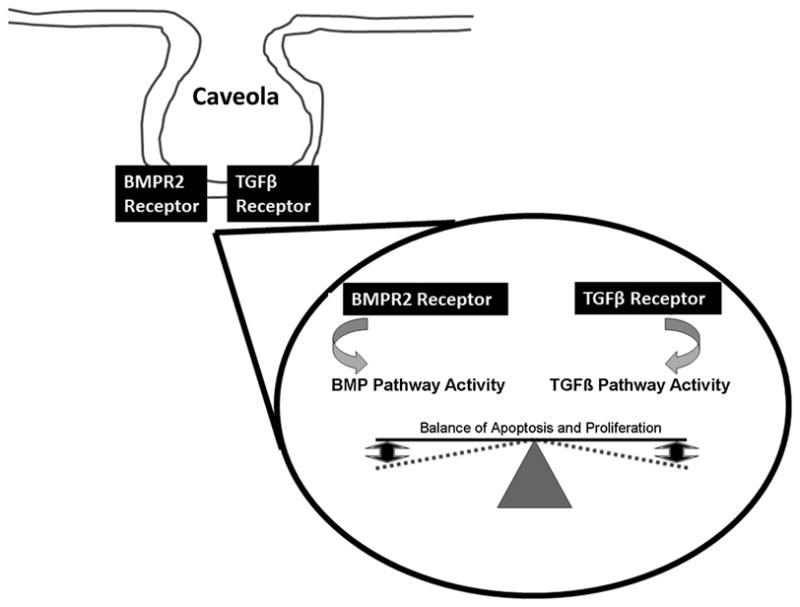 Caveola
BMPR2
Receptor
TGFβ
Receptor
BMPR2 Receptor
TGFβ Receptor
BMP Pathway Activity
TGFß Pathway Activity
Balance of Apoptosis and Proliferation